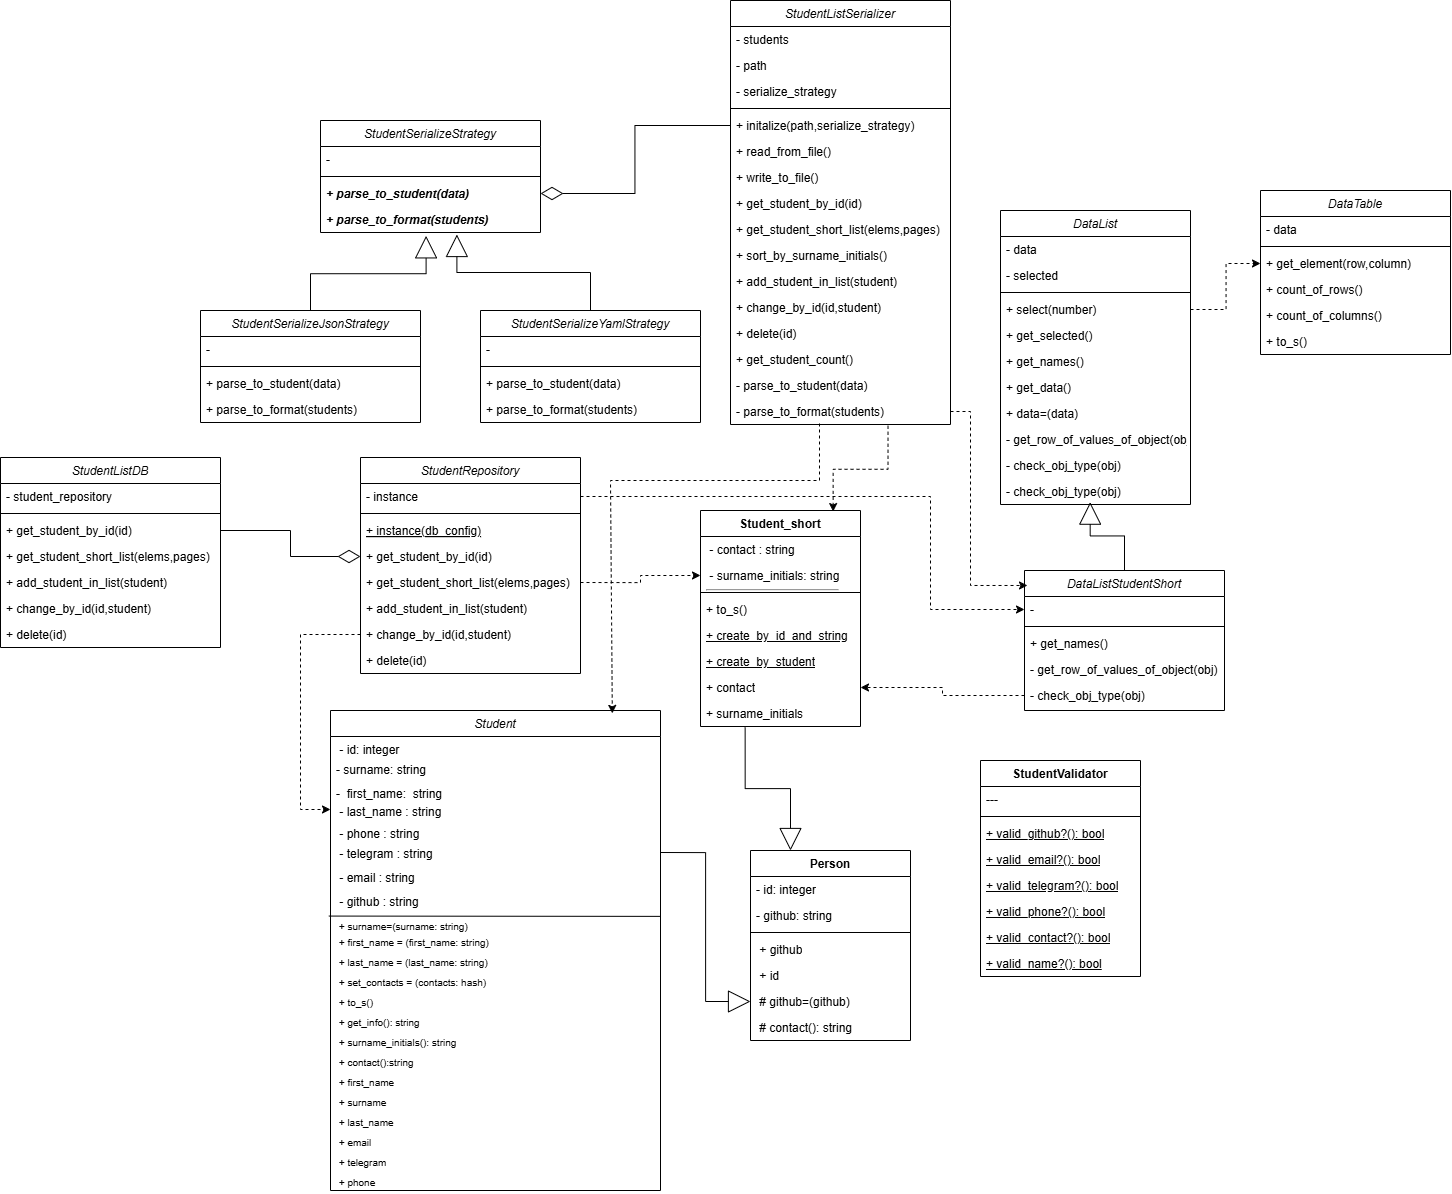 StudentListSerializer
- students
- path
- serialize_strategy
+ initalize(path,serialize_strategy)
+ read_from_file()
+ write_to_file()
+ get_student_by_id(id)
+ get_student_short_list(elems,pages)
+ sort_by_surname_initials()
+ add_student_in_list(student)
+ change_by_id(id,student)
+ delete(id)
+ get_student_count()
- parse_to_student(data)
- parse_to_format(students)
StudentSerializeStrategy
-
+ parse_to_student(data)
+ parse_to_format(students)
StudentSerializeJsonStrategy
-
+ parse_to_student(data)
+ parse_to_format(students)
StudentSerializeYamlStrategy
-
+ parse_to_student(data)
+ parse_to_format(students)
DataList
- data
- selected
+ select(number)
+ get_selected()
+ get_names()
+ get_data()
+ data=(data)
- get_row_of_values_of_object(ob
- check_obj_type(obj)
- check_obj_type(obj)
DataTable
- data
+ get_element(row,column)
+ count_of_rows()
+ count_of_columns()
+ to_s()
StudentListDB
- student_repository
+ get_student_by_id(id)
+ get_student_short_list(elems,pages)
+ add_student_in_list(student)
+ change_by_id(id,student)
+ delete(id)
StudentRepository
- instance
+ instance(db_config)
+ get_student_by_id(id)
+ get_student_short_list(elems,pages)
+ add_student_in_list(student)
+ change_by_id(id,student)
+ delete(id)
Student_short
- contact : string
- surname_initials: string
+ to_s()
+ create_by_id_and_string
+ create_by_student
+ contact
+ surname_initials
DataListStudentShort
-
+ get_names()
- get_row_of_values_of_object(obj)
- check_obj_type(obj)
Student
- id: integer
- surname: string
- first_name: string
- last_name : string
- phone : string
- telegram : string
- email : string
- github : string
+ surname=(surname: string)
+ first_name = (first_name: string)
+ last_name = (last_name: string)
+ set_contacts = (contacts: hash)
+ to_s()
+ get_info(): string
+ surname_initials(): string
+ contact():string
+ first_name
+ surname
+ last_name
+ email
+ telegram
+ phone
Person
- id: integer
- github: string
+ github
+ id
# github=(github)
# contact(): string
StudentValidator
---
+ valid_github?(): bool
+ valid_email?(): bool
+ valid_telegram?(): bool
+ valid_phone?(): bool
+ valid_contact?(): bool
+ valid_name?(): bool